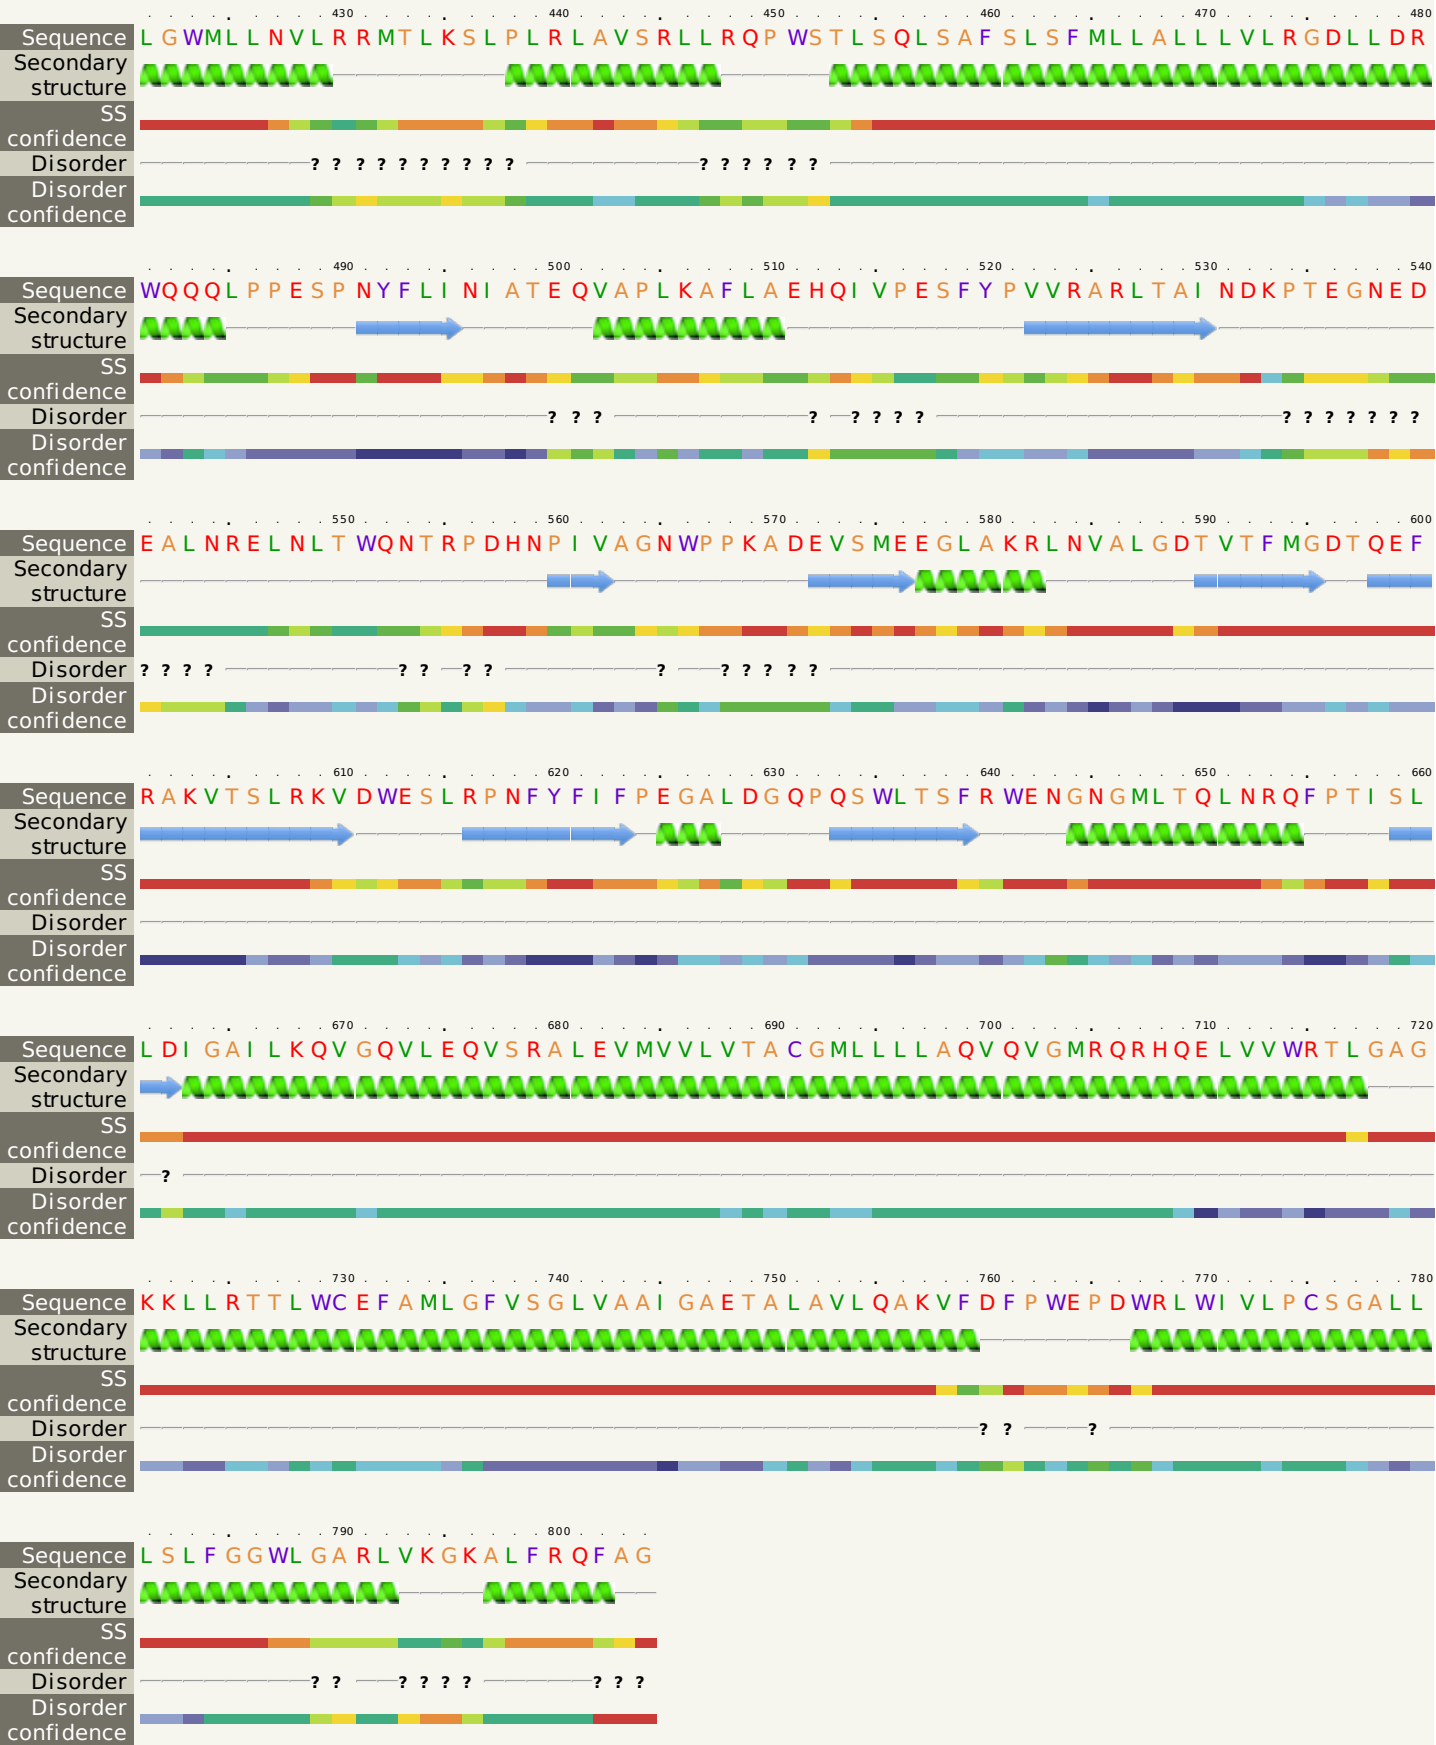 430 440 450 460 470 480
Sequence L G W M L L N V L R R M T L K S L P L R L A V S R L L R Q P W S T L S Q L S A F S L S F M L L A L L L V L R G D L L D R
Secondary
structure
SS
confidence
Disorder ? ? ? ? ? ? ? ? ? ? ? ? ? ? ? ?
Disorder
confidence
490 500 510 520 530 540
Sequence W Q Q Q L P P E S P N Y F L I N I A T E Q V A P L K A F L A E H Q I V P E S F Y P V V R A R L T A I N D K P T E G N E D
Secondary
structure
SS
confidence
Disorder ? ? ? ? ? ? ? ? ? ? ? ? ? ? ?
Disorder
confidence
550 560 570 580 590 600
Sequence E A L N R E L N L T W Q N T R P D H N P I V A G N W P P K A D E V S M E E G L A K R L N V A L G D T V T F M G D T Q E F
Secondary
structure
SS
confidence
Disorder ? ? ? ? ? ? ? ? ? ? ? ? ? ?
Disorder
confidence
610 620 630 640 650 660
Sequence R A K V T S L R K V D W E S L R P N F Y F I F P E G A L D G Q P Q S W L T S F R W E N G N G M L T Q L N R Q F P T I S L
Secondary
structure
SS
confidence
Disorder
Disorder
confidence
670 680 690 700 710 720
Sequence L D I G A I L K Q V G Q V L E Q V S R A L E V M V V L V T A C G M L L L L A Q V Q V G M R Q R H Q E L V V W R T L G A G
Secondary
structure
SS
confidence
Disorder ?
Disorder
confidence
730 740 750 760 770 780
Sequence K K L L R T T L W C E F A M L G F V S G L V A A I G A E T A L A V L Q A K V F D F P W E P D W R L W I V L P C S G A L L
Secondary
structure
SS
confidence
Disorder ? ? ?
Disorder
confidence
790 800
Sequence L S L F G G W L G A R L V K G K A L F R Q F A G
Secondary
structure
SS
confidence
Disorder ? ? ? ? ? ? ? ? ?
Disorder
confidence